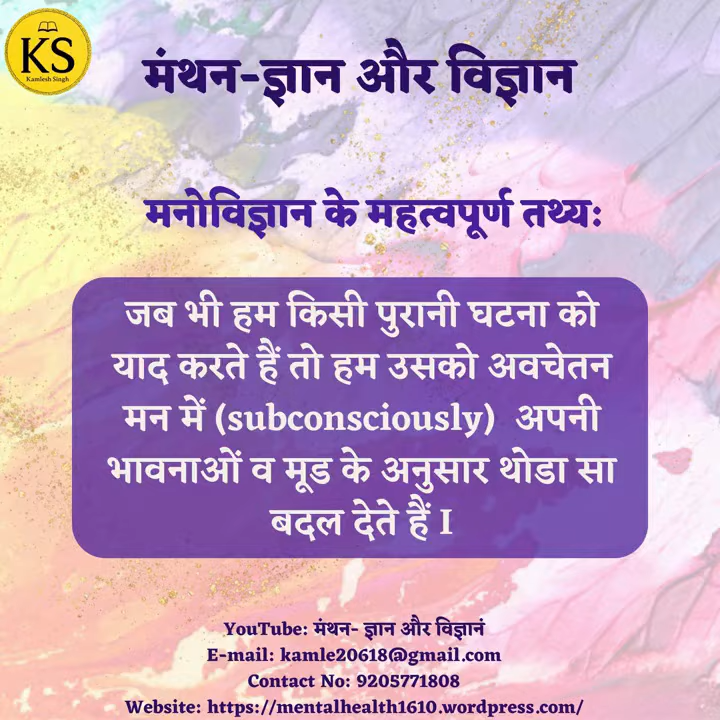 KS
Kamlesh Singh
मंथन-ज्ञान और विज्ञान
मनोविज्ञान के महत्वपूर्ण तथ्य:
जब भी हम किसी पुरानी घटना को
याद करते हैं तो हम उसको अवचेतन
मन में (subconsciously) अपनी
भावनाओं व मूड के अनुसार थोडा सा
बदल देते हैं I
YouTube: मंथन- ज्ञान और विज्ञानं
E-mail: kamle20618@gmail.com
Contact No: 9205771808
Website: https://mentalhealth1610.wordpress.com/